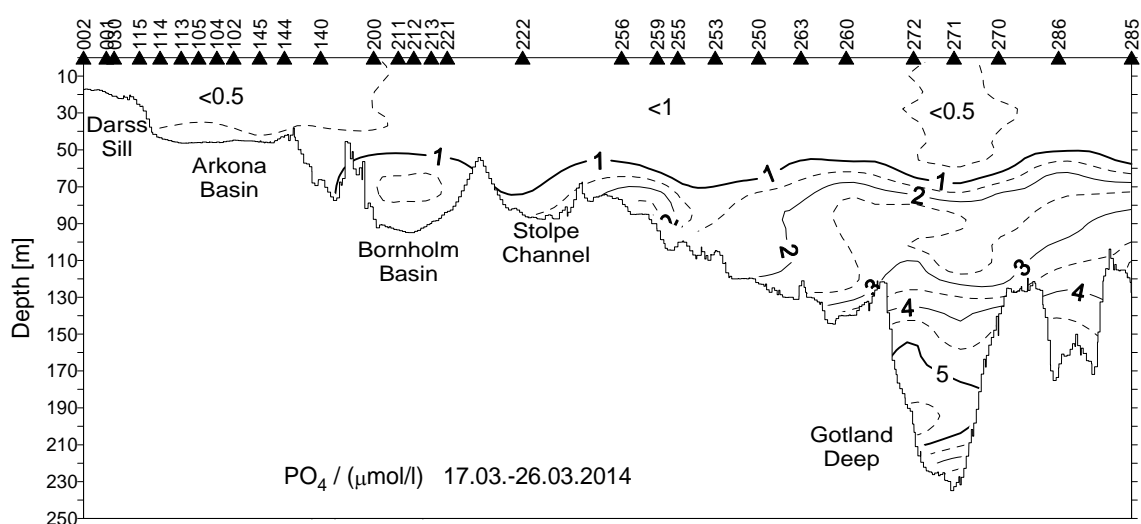 002 001 030 115 114 113 105 104 102 145 144 140 200 211 212 213 221 222 256 259 255 253 250 263 260 272 271 270 286 285
10
30
50
70
90
110
130
150
170
190
210
230
250
Depth [m]
<0.5
<1
<0.5
Darss
Sill
Arkona
Basin
Bornholm
Basin
Stolpe
Channel
Gotland
Deep
1
1
1
1
2
2
2
3
3
4
4
5
PO4 / (μmol/l) 17.03.-26.03.2014